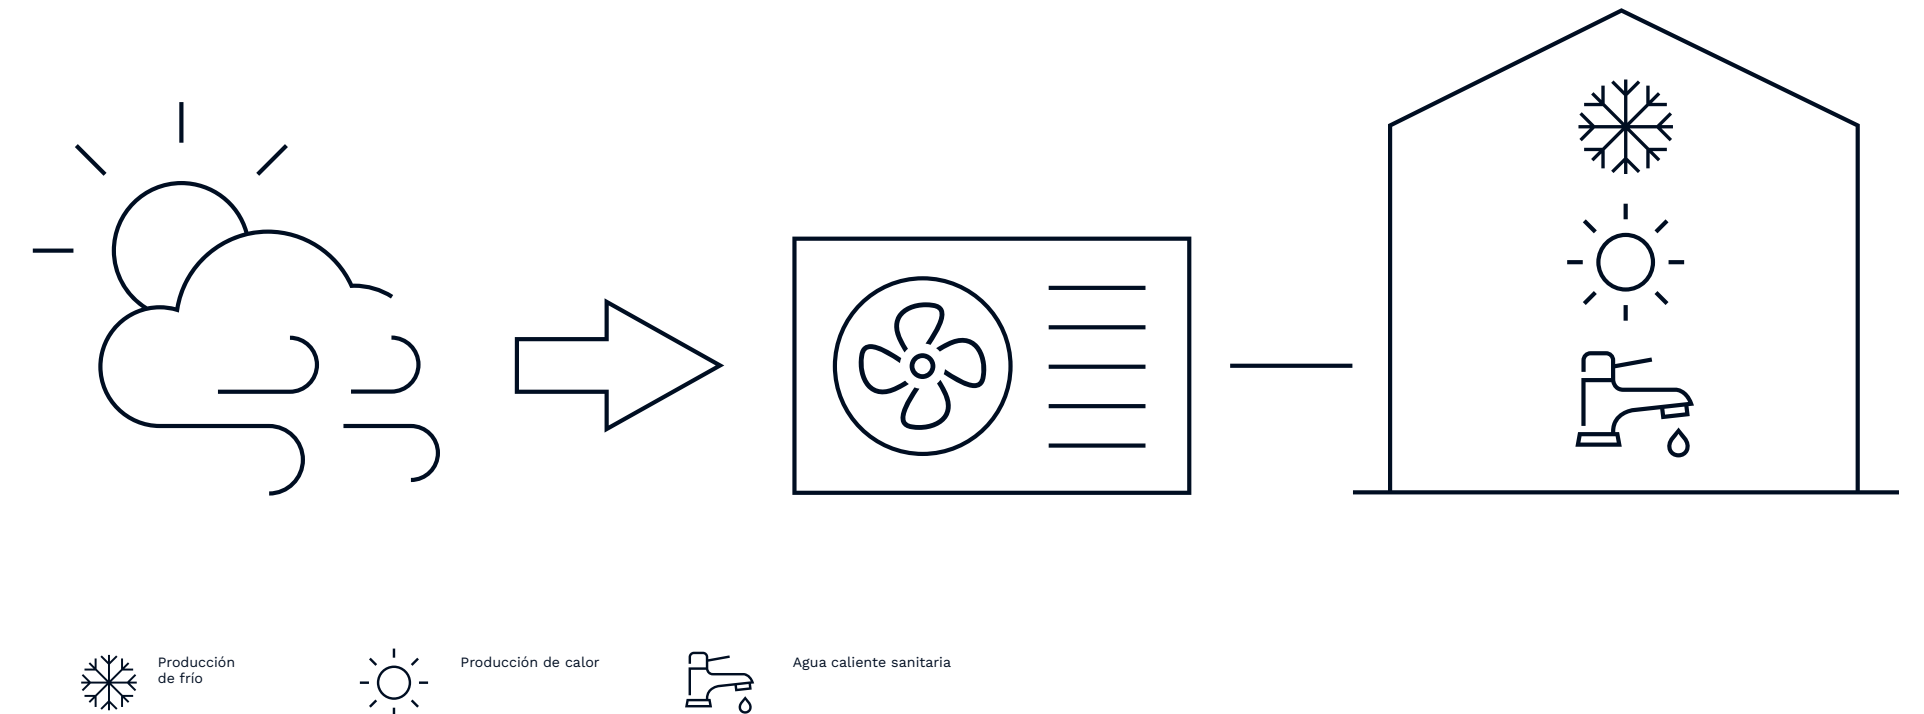 Producción
de frío
Producción de calor
Agua caliente sanitaria